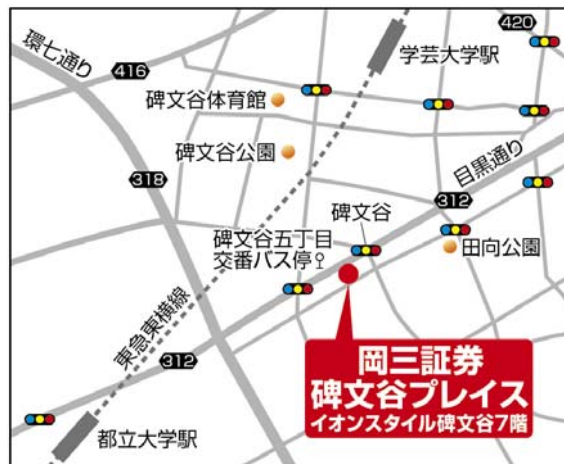 420
環七通り
416
学芸大学駅
碑文谷体育館
碑文谷公園
目黒通り
318
312
碑文谷
碑文谷五丁目
交番バス停
田向公園
東急東横線
312
岡三証券
碑文谷プレイス
イオンスタイル碑文谷7階
都立大学駅